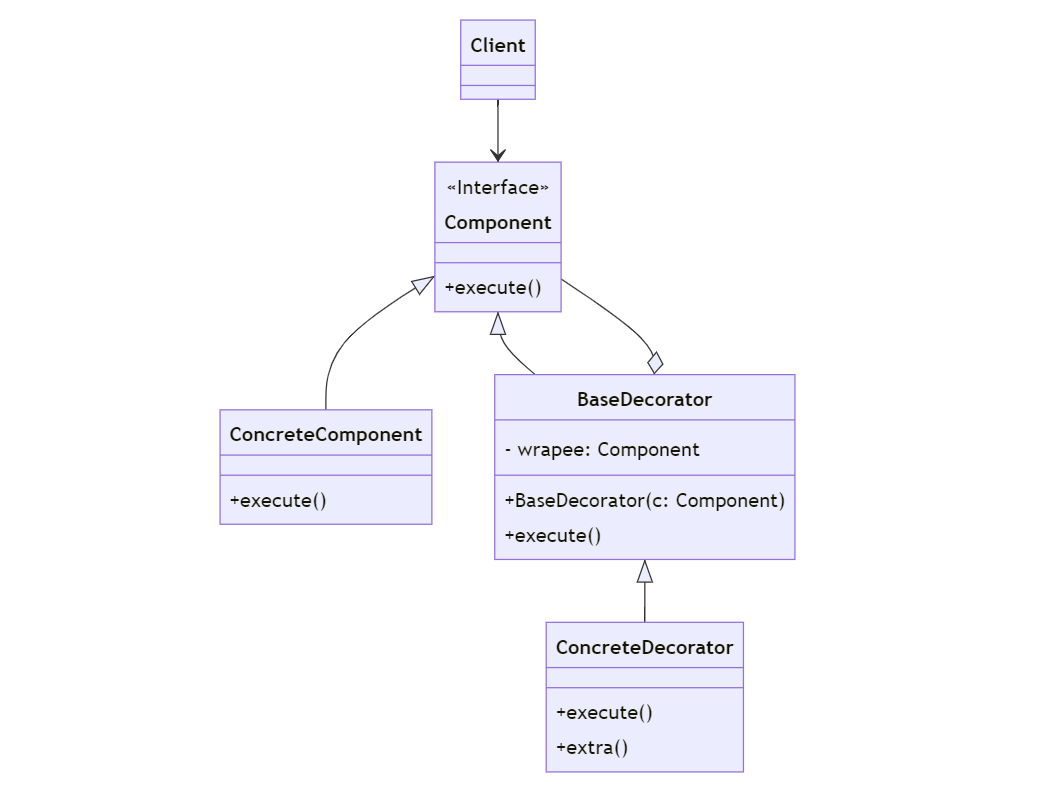 Client
«Interface»
Component
+execute()
ConcreteComponent
+execute()
BaseDecorator
- wrapee: Component
+BaseDecorator(c: Component)
+execute()
ConcreteDecorator
+execute()
+extra()